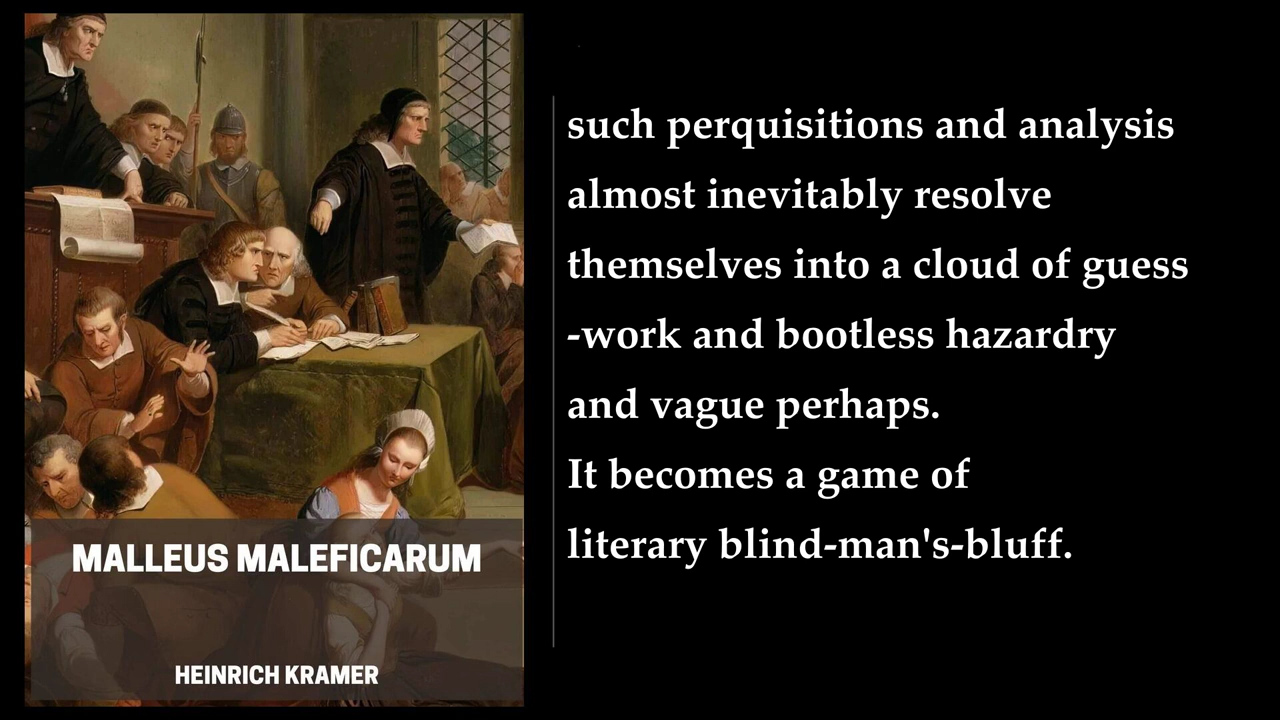 such perquisitions and analysis
almost inevitably resolve
themselves into a cloud of guess
-work and bootless hazardry
and vague perhaps.
It becomes a game of
literary blind-man's-bluff.
MALLEUS MALEFICARUM
HEINRICH KRAMER